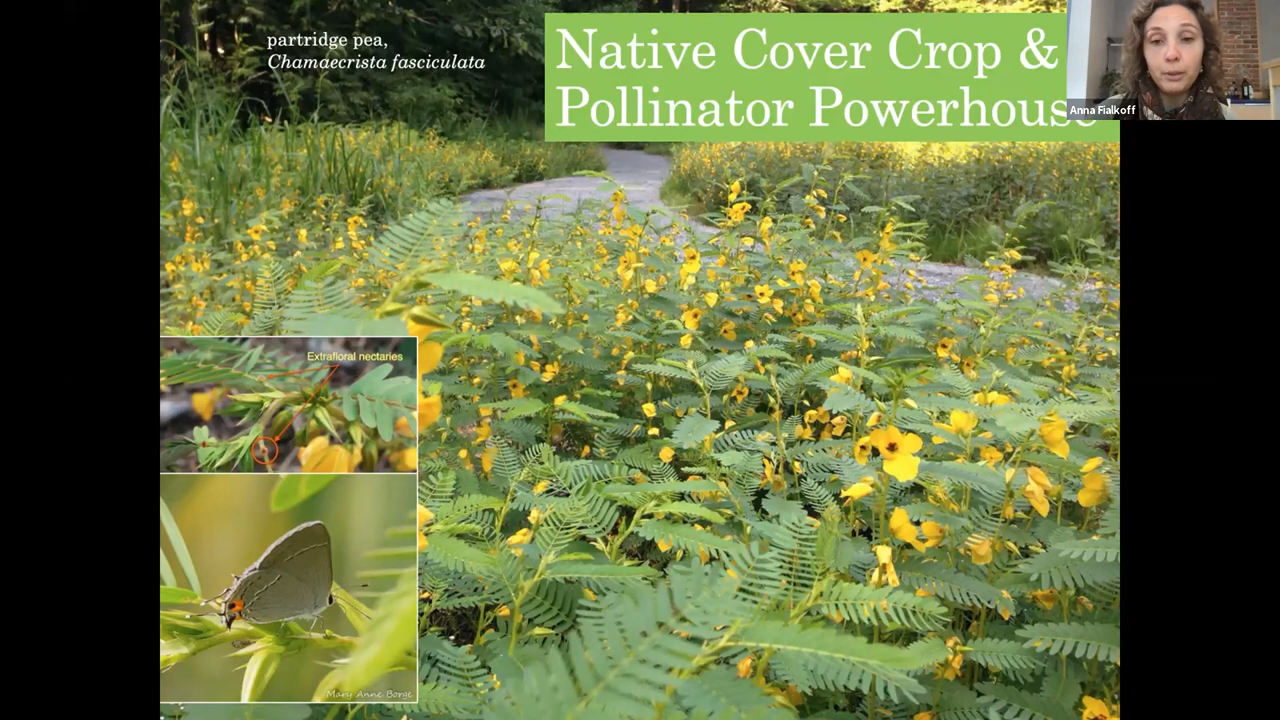 partridge pea,
Chamaecrista fasciculata
Native Cover Crop &
Pollinator Powerhouse
Anna Fialkoff
Extrafloral nectaries
Mary Anne Borge